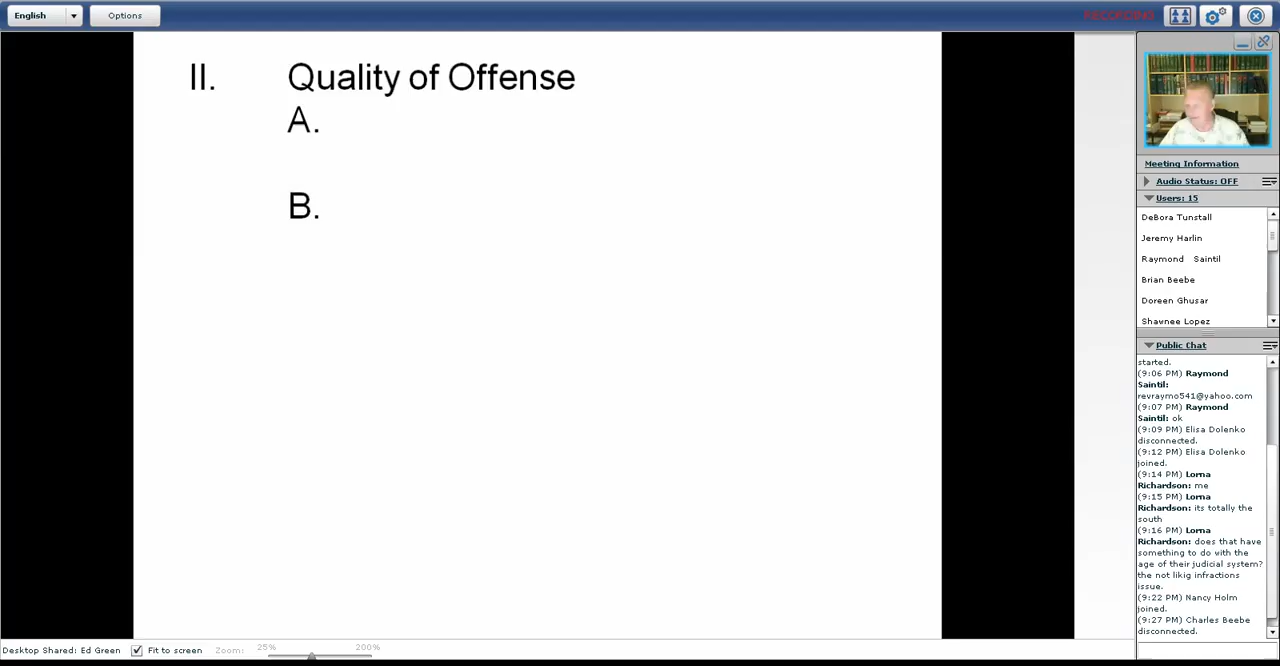 English
Options
RECORDING
II. Quality of Offense
A.
B.
Meeting Information
Audio Status: OFF
Users: 15
DeBora Tunstall
Jeremy Harlin
Raymond Saintil
Brian Beebe
Doreen Ghusar
Shawnee Lopez
Public Chat
started.
(9:06 PM) Raymond
Saintil:
revraymo541@yahoo.com
(9:07 PM) Raymond
Saintil: ok
(9:09 PM) Elisa Dolenko
disconnected.
(9:12 PM) Elisa Dolenko
joined.
(9:14 PM) Lorna
Richardson: me
(9:15 PM) Lorna
Richardson: its totally the
south
(9:16 PM) Lorna
Richardson: does that have
something to do with the
age of their judicial system?
the not likig infractions
issue.
(9:22 PM) Nancy Holm
joined.
(9:27 PM) Charles Beebe
disconnected.
Desktop Shared: Ed Green
Fit to screen
Zoom:
25%
200%